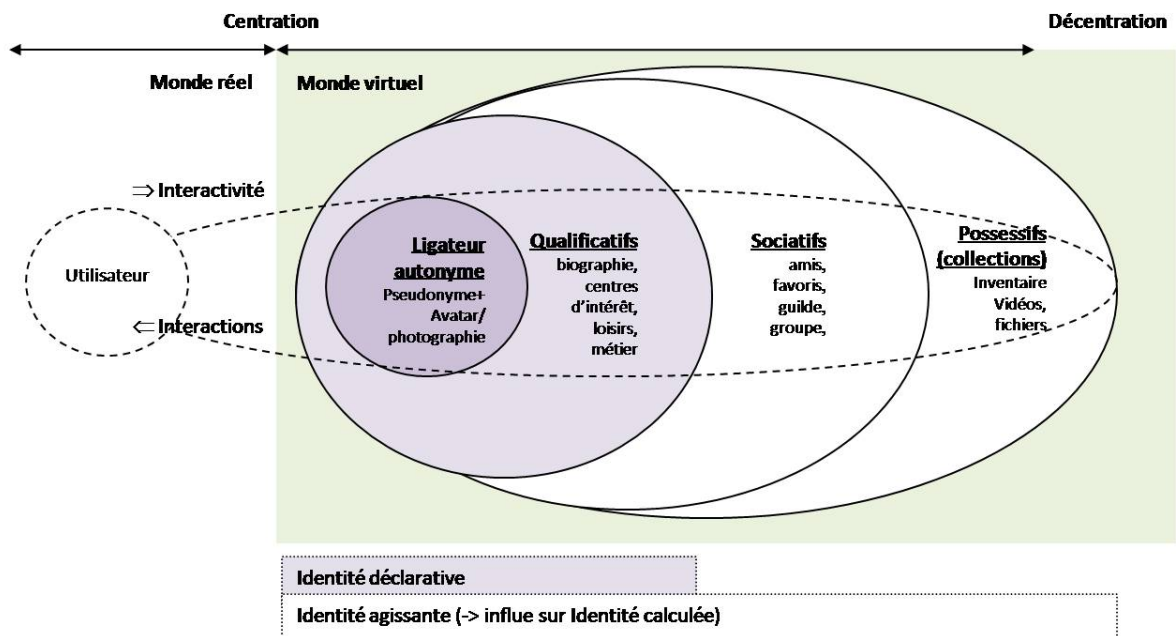 Centration
Décentration
Monde réel
Monde virtuel
⇒ Interactivité
Utilisateur
⇐ Interactions
Ligateur
autonyme
Pseudonyme+
Avatar/
photographie
Qualificatifs
biographie,
centres
d'intérêt,
loisirs,
métier
Sociatifs
amis,
favoris,
guilde,
groupe,
Possessifs
(collections)
Inventaire
Vidéos,
fichiers
Identité déclarative
Identité agissante (-> influe sur Identité calculée)